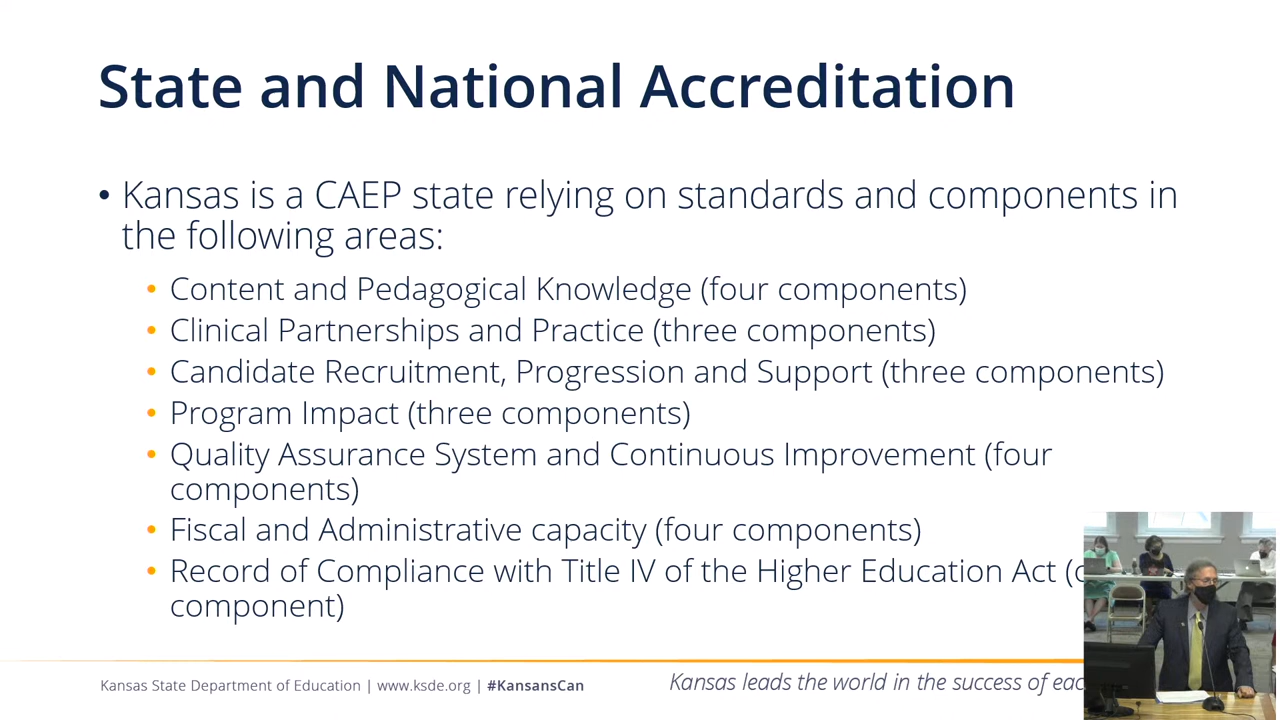 State and National Accreditation
• Kansas is a CAEP state relying on standards and components in
the following areas:
• Content and Pedagogical Knowledge (four components)
• Clinical Partnerships and Practice (three components)
• Candidate Recruitment, Progression and Support (three components)
• Program Impact (three components)
• Quality Assurance System and Continuous Improvement (four
components)
• Fiscal and Administrative capacity (four components)
• Record of Compliance with Title IV of the Higher Education Act (
component)
Kansas State Department of Education | www.ksde.org | #KansansCan
Kansas leads the world in the success of